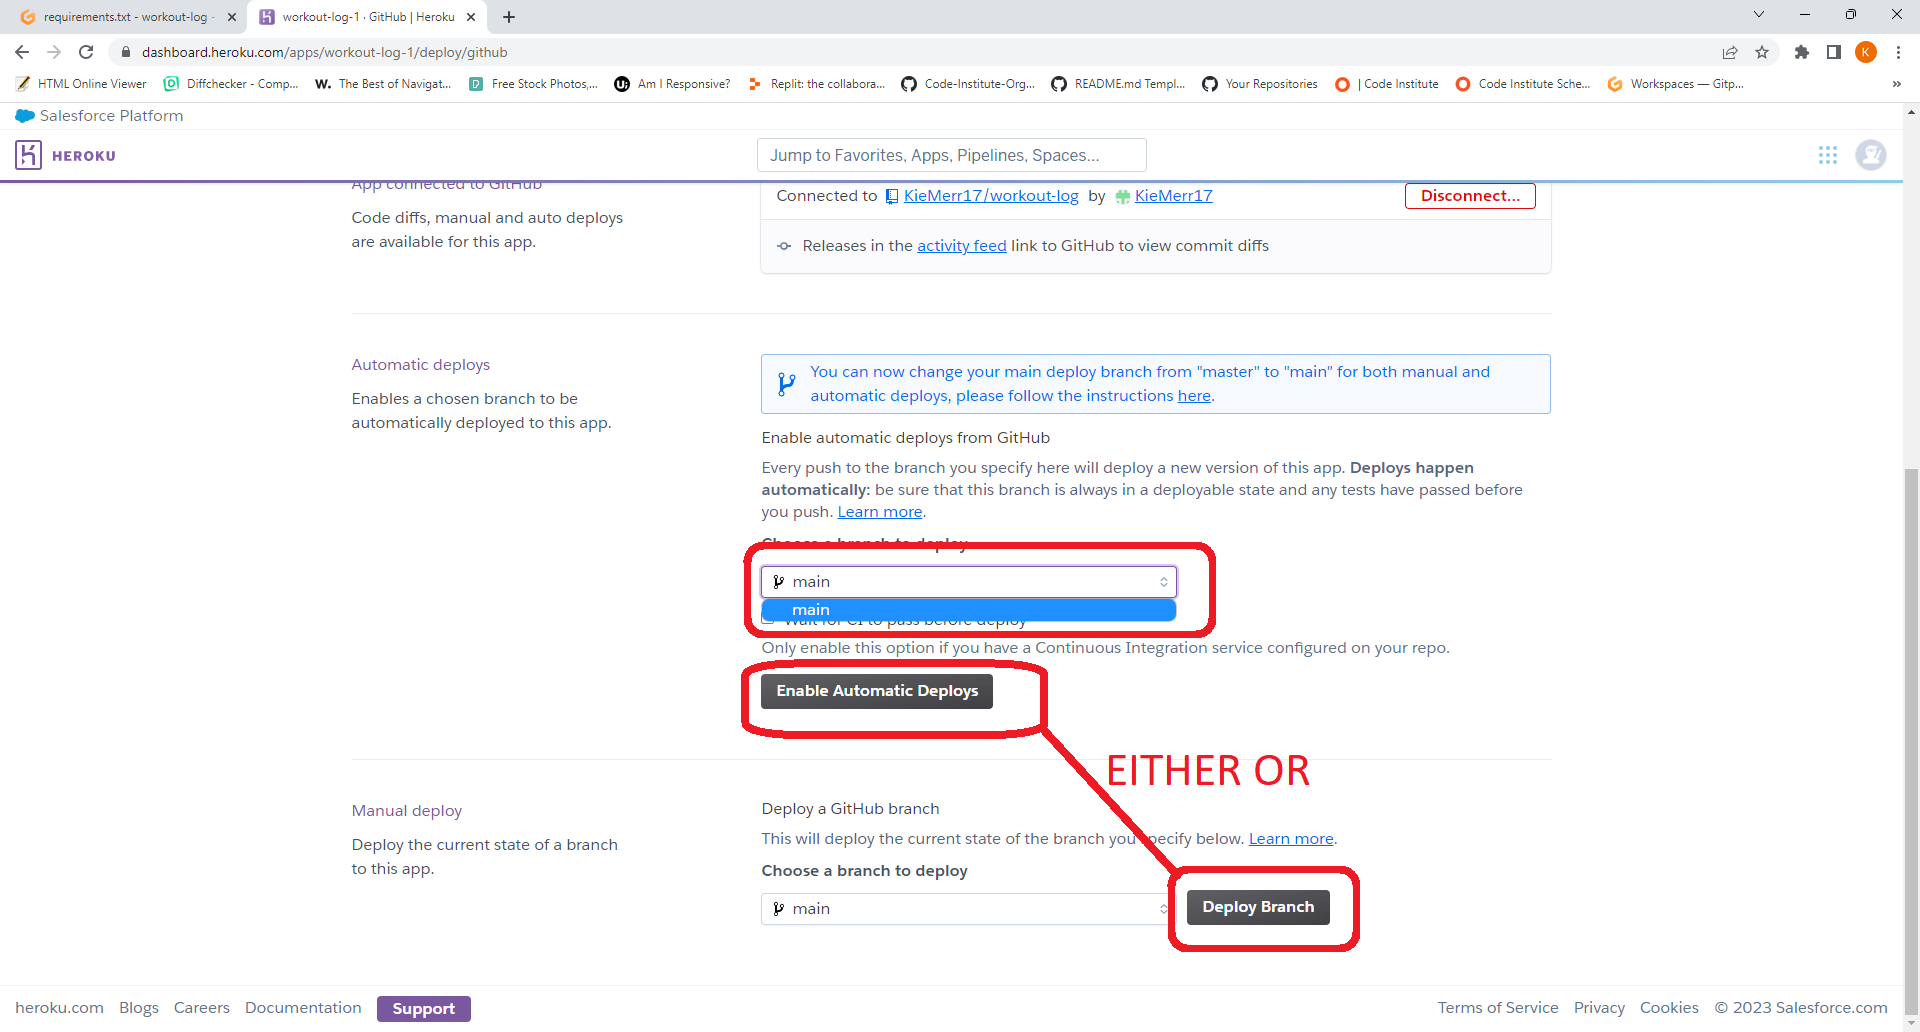 requirements.txt - workout-log -
workout-log-1 · GitHub | Heroku
dashboard.heroku.com/apps/workout-log-1/deploy/github
K
HTML Online Viewer
Diffchecker - Comp...
W. The Best of Navigat...
D Free Stock Photos,...
Ui Am I Responsive?
Replit: the collabora...
Code-Institute-Org...
README.md Templ...
Your Repositories
| Code Institute
Code Institute Sche...
Workspaces — Gitp...
»
Salesforce Platform
HEROKU
Jump to Favorites, Apps, Pipelines, Spaces...
App connected to GitHub
Code diffs, manual and auto deploys
are available for this app.
Connected to KieMerr17/workout-log by KieMerr17
Disconnect...
Releases in the activity feed link to GitHub to view commit diffs
Automatic deploys
Enables a chosen branch to be
automatically deployed to this app.
You can now change your main deploy branch from "master" to "main" for both manual and
automatic deploys, please follow the instructions here.
Enable automatic deploys from GitHub
Every push to the branch you specify here will deploy a new version of this app. Deploys happen
automatically: be sure that this branch is always in a deployable state and any tests have passed before
you push. Learn more.
Choose a branch to deploy
main
main
Wait for CI to pass before deploy
Only enable this option if you have a Continuous Integration service configured on your repo.
Enable Automatic Deploys
EITHER OR
Manual deploy
Deploy the current state of a branch
to this app.
Deploy a GitHub branch
This will deploy the current state of the branch you specify below. Learn more.
Choose a branch to deploy
main
Deploy Branch
heroku.com
Blogs
Careers
Documentation
Support
Terms of Service
Privacy
Cookies
© 2023 Salesforce.com